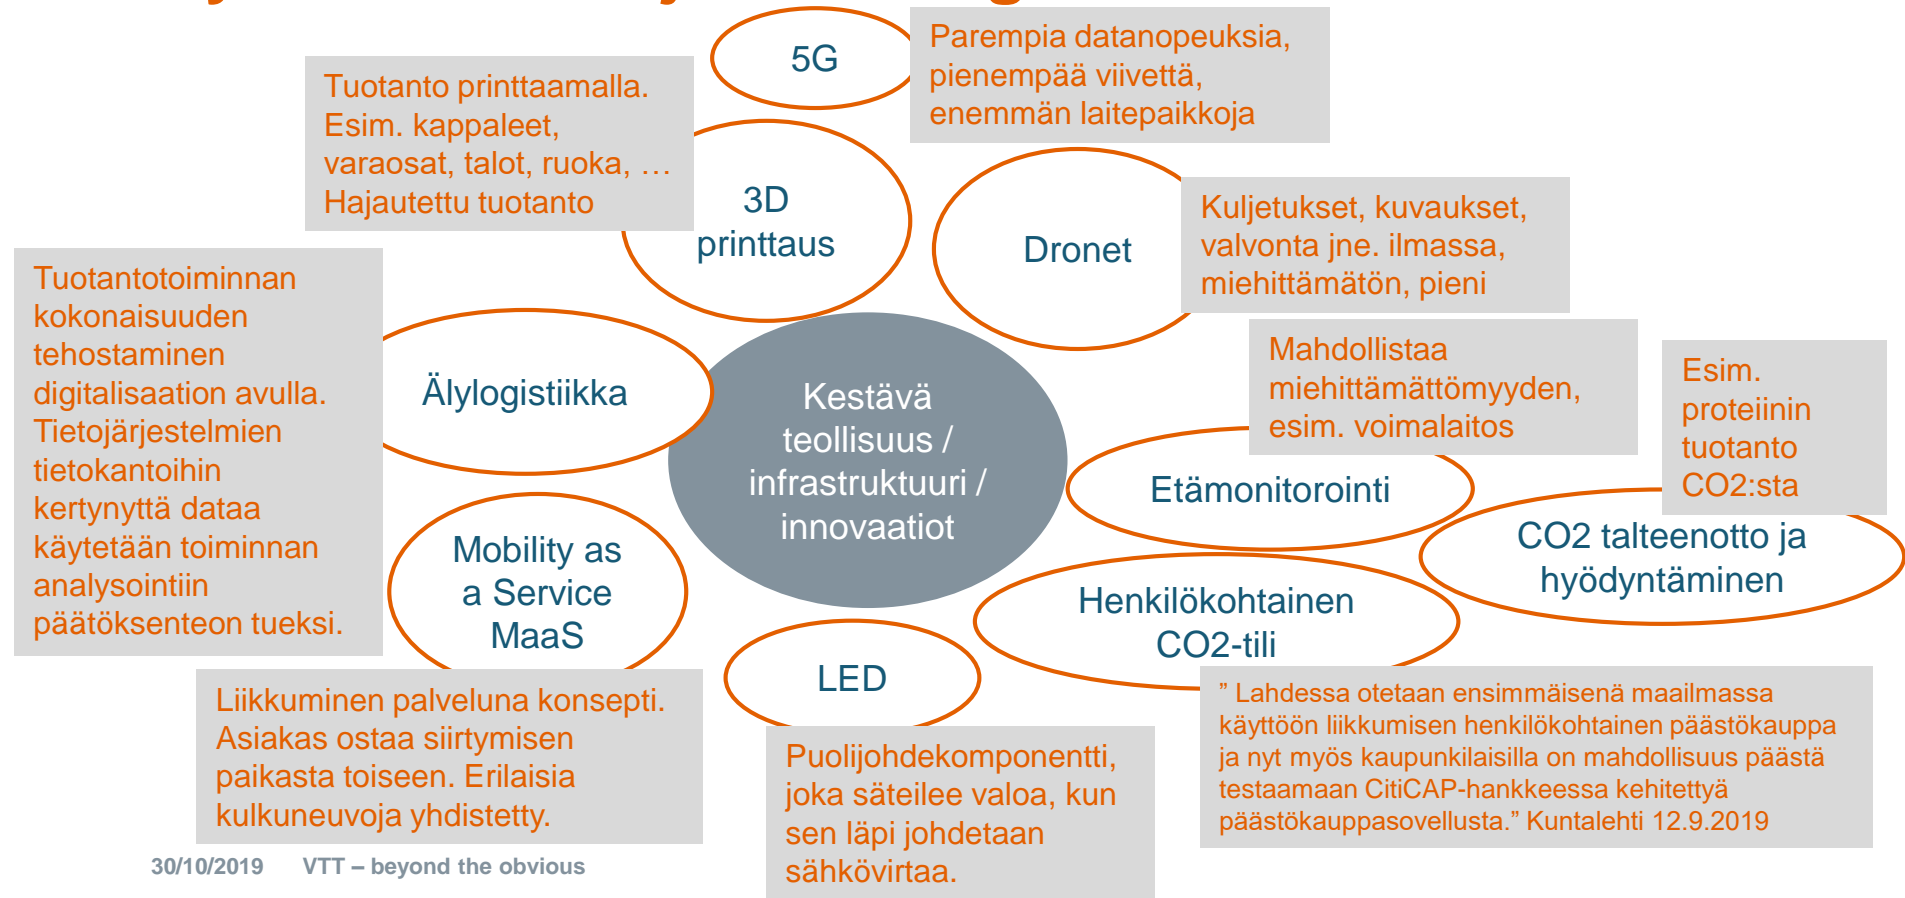 5G
Parempia datanopeuksia,
pienempää viivettä,
enemmän laitepaikkoja
Tuotanto printtaamalla.
Esim. kappaleet,
varaosat, talot, ruoka, …
Hajautettu tuotanto
3D
printtaus
Dronet
Kuljetukset, kuvaukset,
valvonta jne. ilmassa,
miehittämätön, pieni
Tuotantotoiminnan
kokonaisuuden
tehostaminen
digitalisaation avulla.
Tietojärjestelmien
tietokantoihin
kertynyttä dataa
käytetään toiminnan
analysointiin
päätöksenteon tueksi.
Älylogistiikka
Kestävä
teollisuus /
infrastruktuuri /
innovaatiot
Mahdollistaa
miehittämättömyyden,
esim. voimalaitos
Etämonitorointi
Esim.
proteiinin
tuotanto
CO2:sta
CO2 talteenotto ja
hyödyntäminen
Mobility as
a Service
MaaS
Henkilökohtainen
CO2-tili
LED
Liikkuminen palveluna konsepti.
Asiakas ostaa siirtymisen
paikasta toiseen. Erilaisia
kulkuneuvoja yhdistetty.
Puolijohdekomponentti,
joka säteilee valoa, kun
sen läpi johdetaan
sähkövirtaa.
” Lahdessa otetaan ensimmäisenä maailmassa
käyttöön liikkumisen henkilökohtainen päästökauppa
ja nyt myös kaupunkilaisilla on mahdollisuus päästä
testaamaan CitiCAP-hankkeessa kehitettyä
päästökauppasovellusta.” Kuntalehti 12.9.2019
30/10/2019 VTT – beyond the obvious